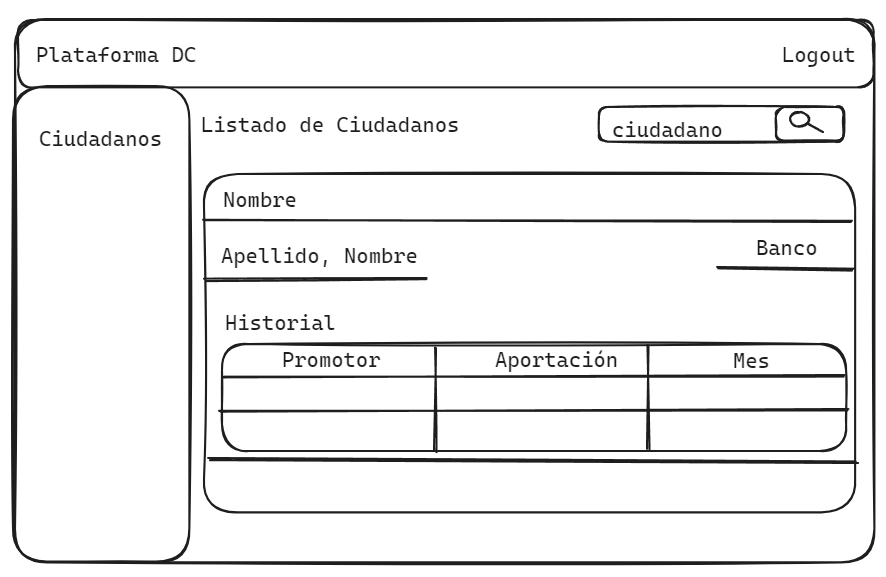 Plataforma DC
Logout
Ciudadanos
Listado de Ciudadanos
ciudadano
Nombre
Apellido, Nombre
Banco
Historial
Promotor
Aportación
Mes